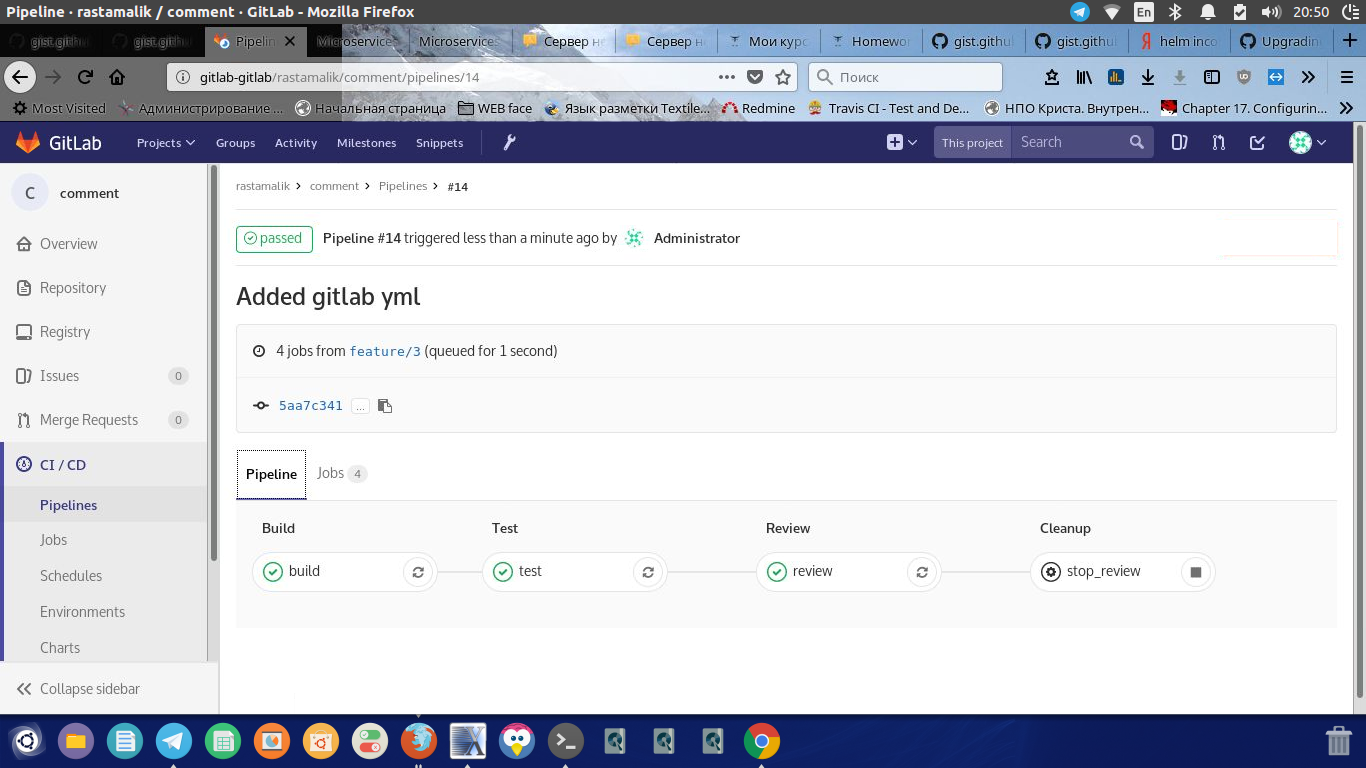 Pipeline · rastamalik / comment · GitLab - Mozilla Firefox
En
20:50
gist.githu
gist.githu
Pipelin
Microservice
Microservices
Сервер не
Сервер не
Мои курс
Homewor
gist.githu
gist.githu
helm inco
Upgradin
gitlab-gitlab/rastamalik/comment/pipelines/14
Поиск
Most Visited
Администрирование ...
Начальная страница
WEB face
Язык разметки Textile...
Redmine
Travis CI - Test and De...
НПО Криста. Внутрен...
Chapter 17. Configurin...
GitLab
Projects
Groups
Activity
Milestones
Snippets
This project
Search
C
comment
Overview
Repository
Registry
Issues 0
Merge Requests 0
CI / CD
Pipelines
Jobs
Schedules
Environments
Charts
Collapse sidebar
rastamalik > comment > Pipelines > #14
passed Pipeline #14 triggered less than a minute ago by Administrator
Added gitlab yml
4 jobs from feature/3 (queued for 1 second)
5aa7c341 ...
Pipeline
Jobs 4
Build
Test
Review
Cleanup
build
test
review
stop_review